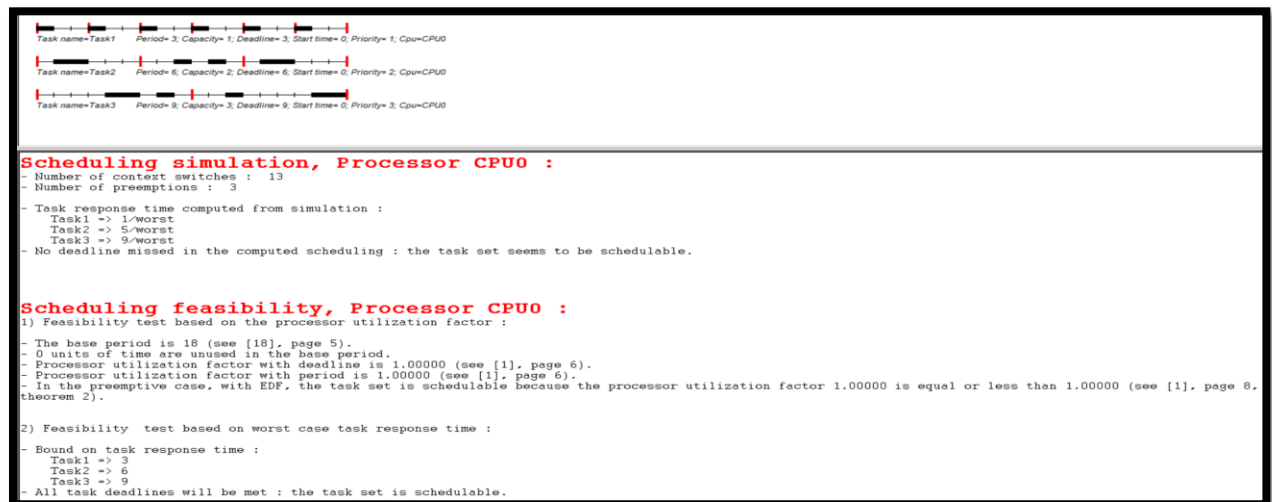 Task name=Task1 Period= 3; Capacity= 1; Deadline= 3; Start time= 0; Priority= 1; Cpu=CPU0
Task name=Task2 Period= 6; Capacity= 2; Deadline= 6; Start time= 0; Priority= 2; Cpu=CPU0
Task name=Task3 Period= 9; Capacity= 3; Deadline= 9; Start time= 0; Priority= 3; Cpu=CPU0
Scheduling simulation, Processor CPU0 :
- Number of context switches : 13
- Number of preemptions : 3
- Task response time computed from simulation :
Task1 => 1/worst
Task2 => 5/worst
Task3 => 9/worst
- No deadline missed in the computed scheduling : the task set seems to be schedulable.
Scheduling feasibility, Processor CPU0 :
1) Feasibility test based on the processor utilization factor :
- The base period is 18 (see [18], page 5).
- 0 units of time are unused in the base period.
- Processor utilization factor with deadline is 1.00000 (see [1], page 6).
- Processor utilization factor with period is 1.00000 (see [1], page 6).
- In the preemptive case, with EDF, the task set is schedulable because the processor utilization factor 1.00000 is equal or less than 1.00000 (see [1], page 8,
theorem 2).
2) Feasibility test based on worst case task response time :
- Bound on task response time :
Task1 => 3
Task2 => 6
Task3 => 9
- All task deadlines will be met : the task set is schedulable.